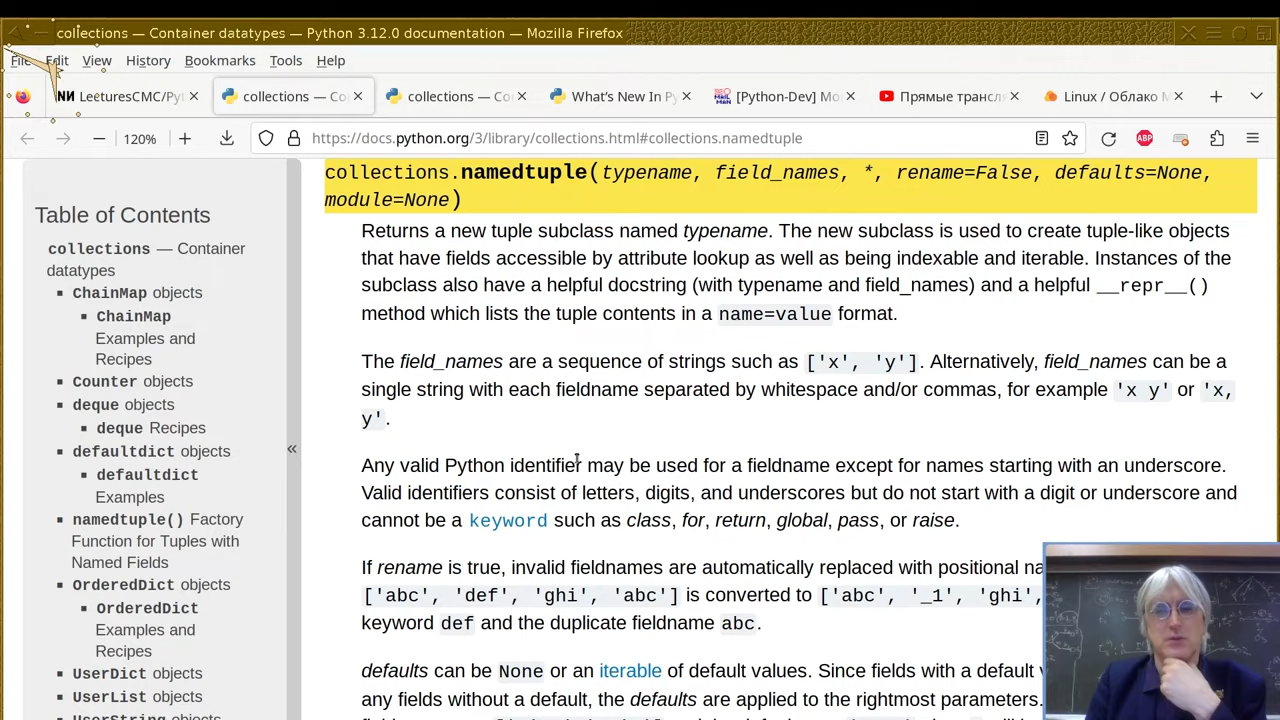 collections — Container datatypes — Python 3.12.0 documentation — Mozilla Firefox
File Edit View History Bookmarks Tools Help
LecturesCMC/Pyt
collections — Co
collections — Co
What's New In Py
[Python-Dev] Mo
Прямые трансл
Linux / Облако M
120%
https://docs.python.org/3/library/collections.html#collections.namedtuple
ABP
Table of Contents
collections — Container
datatypes
ChainMap objects
ChainMap
Examples and
Recipes
Counter objects
deque objects
deque Recipes
defaultdict objects
defaultdict
Examples
namedtuple() Factory
Function for Tuples with
Named Fields
OrderedDict objects
OrderedDict
Examples and
Recipes
UserDict objects
UserList objects
UserString objects
«
collections.namedtuple(typename, field_names, *, rename=False, defaults=None,
module=None)
Returns a new tuple subclass named typename. The new subclass is used to create tuple-like objects
that have fields accessible by attribute lookup as well as being indexable and iterable. Instances of the
subclass also have a helpful docstring (with typename and field_names) and a helpful __repr__()
method which lists the tuple contents in a name=value format.
The field_names are a sequence of strings such as ['x', 'y']. Alternatively, field_names can be a
single string with each fieldname separated by whitespace and/or commas, for example 'x y' or 'x,
y'.
Any valid Python identifier may be used for a fieldname except for names starting with an underscore.
Valid identifiers consist of letters, digits, and underscores but do not start with a digit or underscore and
cannot be a keyword such as class, for, return, global, pass, or raise.
If rename is true, invalid fieldnames are automatically replaced with positional na
['abc', 'def', 'ghi', 'abc'] is converted to ['abc', '_1', 'ghi',
keyword def and the duplicate fieldname abc.
defaults can be None or an iterable of default values. Since fields with a default v
any fields without a default, the defaults are applied to the rightmost parameters.